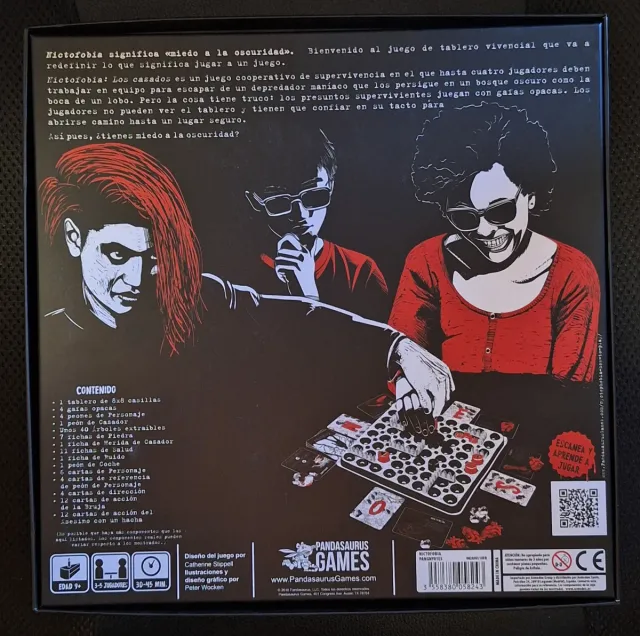 Nictofobia significa «miedo a la oscuridad». Bienvenido al juego de tablero vivencial que va a
redefinir lo que significa jugar a un juego.
Nictofobia: Los cazados es un juego cooperativo de supervivencia en el que hasta cuatro jugadores deben
trabajar en equipo para escapar de un depredador maníaco que los persigue en un bosque oscuro como la
boca de un lobo. Pero la cosa tiene truco: los presuntos supervivientes juegan con gafas opacas. Los
jugadores no pueden ver el tablero y tienen que confiar en su tacto para
abrirse camino hasta un lugar seguro.
Así pues, ¿tienes miedo a la oscuridad?
CONTENIDO
· 1 tablero de 8x8 casillas
· 4 gafas opacas
· 4 peones de Personaje
· 1 peón de Cazador
· Unos 40 Árboles extraíbles
· 7 fichas de Piedra
· 1 ficha de Herida de Cazador
· 11 fichas de Salud
· 1 ficha de Ruido
· 1 peón de Coche
· 6 cartas de Personaje
· 4 cartas de referencia
de peón de Personaje
· 4 cartas de dirección
· 12 cartas de acción
de la Bruja
· 12 cartas de acción del
Asesino con un hacha
ESCANEA Y
APRENDE A
JUGAR
EDAD 9+
3-5 JUGADORES
30-45 MIN.
Diseño del juego por
Catherine Stippell
Ilustraciones y
diseño gráfico por
Peter Wocken
PANDASAURUS
GAMES
www.PandasaurusGames.com
NICTOFOBIA
3 558380 058243
CE